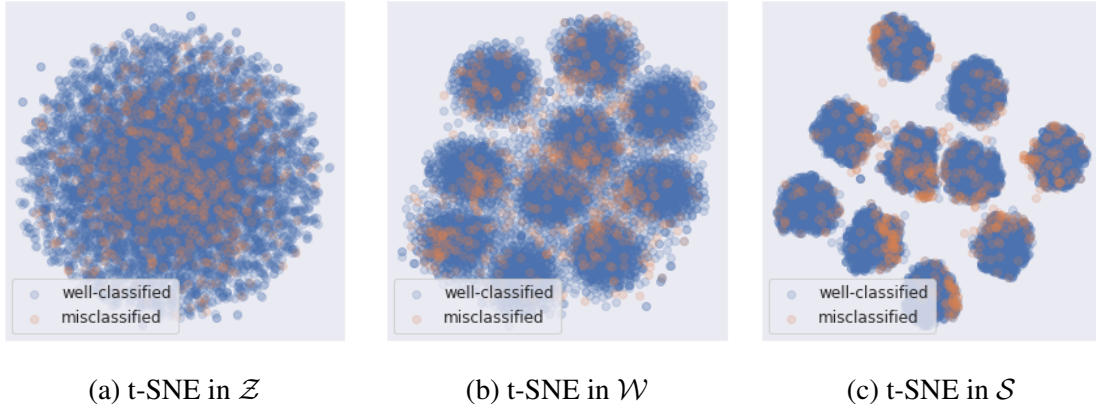 well-classified
misclassified
well-classified
misclassified
well-classified
misclassified
(a) t-SNE in 𝒵
(b) t-SNE in 𝒲
(c) t-SNE in 𝒮